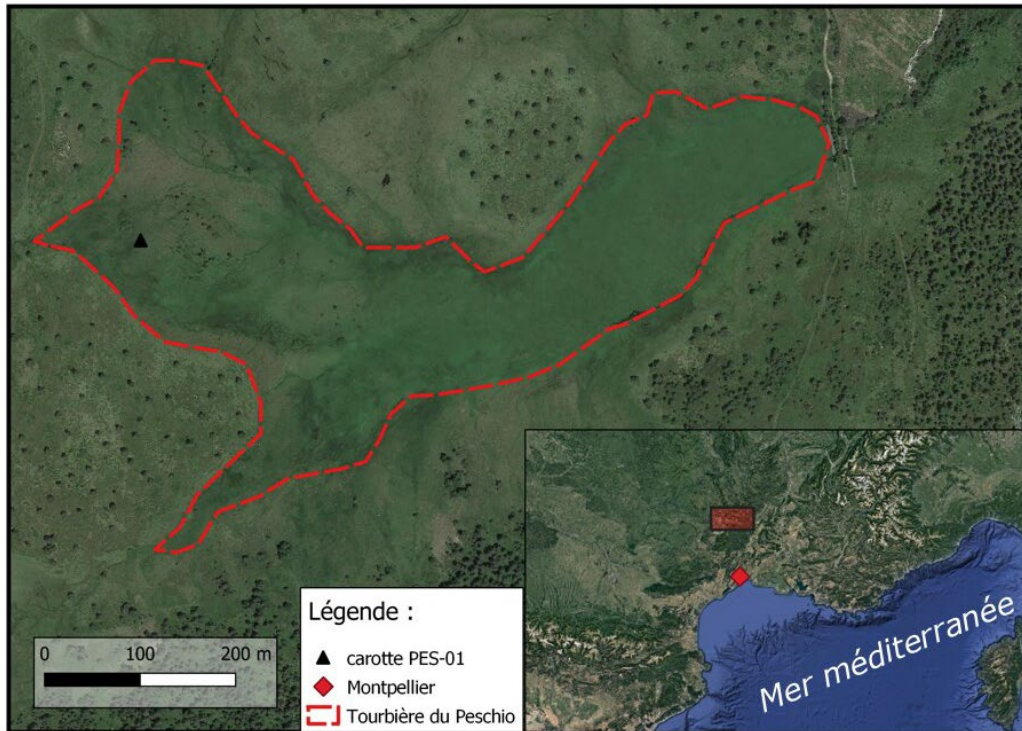 Légende :
carotte PES-01
Montpellier
Tourbière du Peschio
0 100 200 m
Mer méditerranée